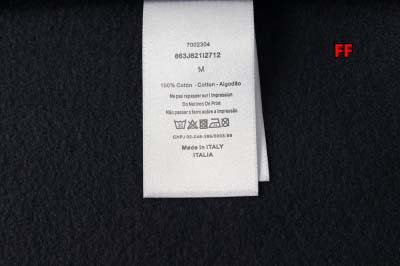 FF
7002304
863J621I2712
M
100% Coton - Cotton - Algodão
Ne pas repasser sur l impression
Do Not Iron On Print
Não passar a ferro sobre a impressão
Made in ITALY
ITALIA